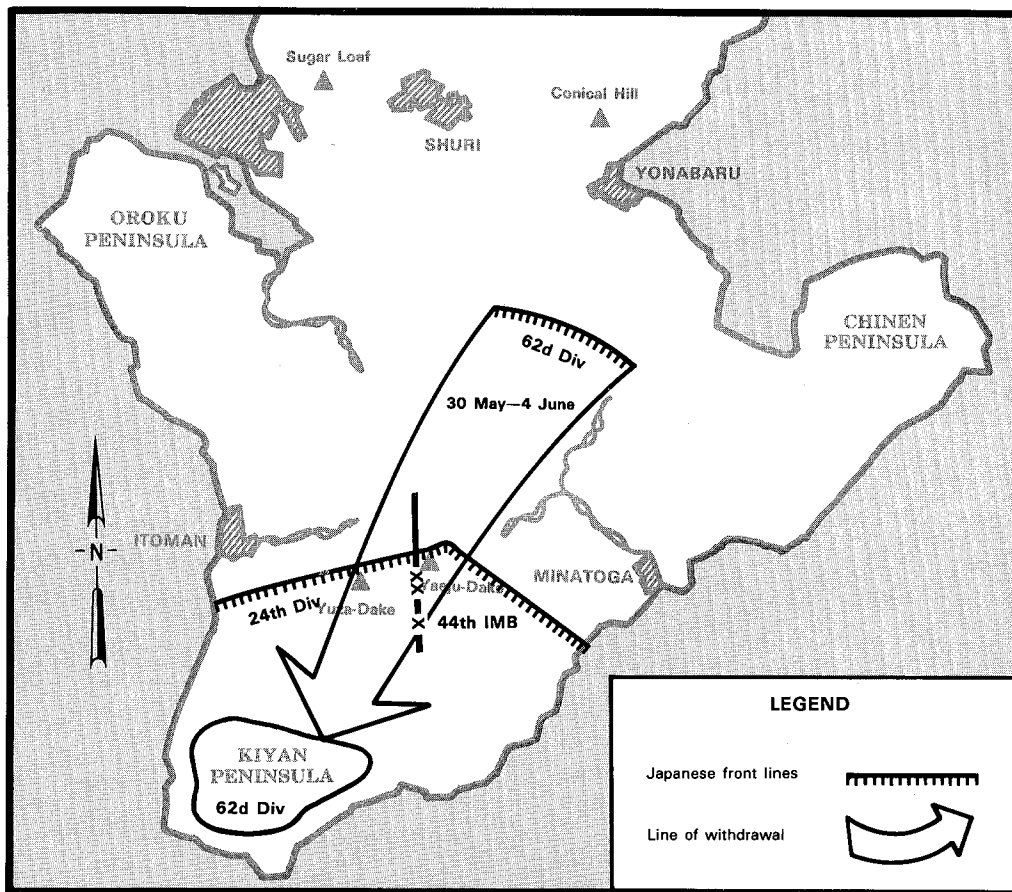 Sugar Loaf
Conical Hill
SHURI
YONABARU
OROKU
PENINSULA
CHINEN
PENINSULA
62d Div
30 May—4 June
-N-
ITOMAN
MINATOGA
24th Div
Yuza-Dake
Yaeju-Dake
XX
X
44th IMB
KIYAN
PENINSULA
62d Div
LEGEND
Japanese front lines
Line of withdrawal